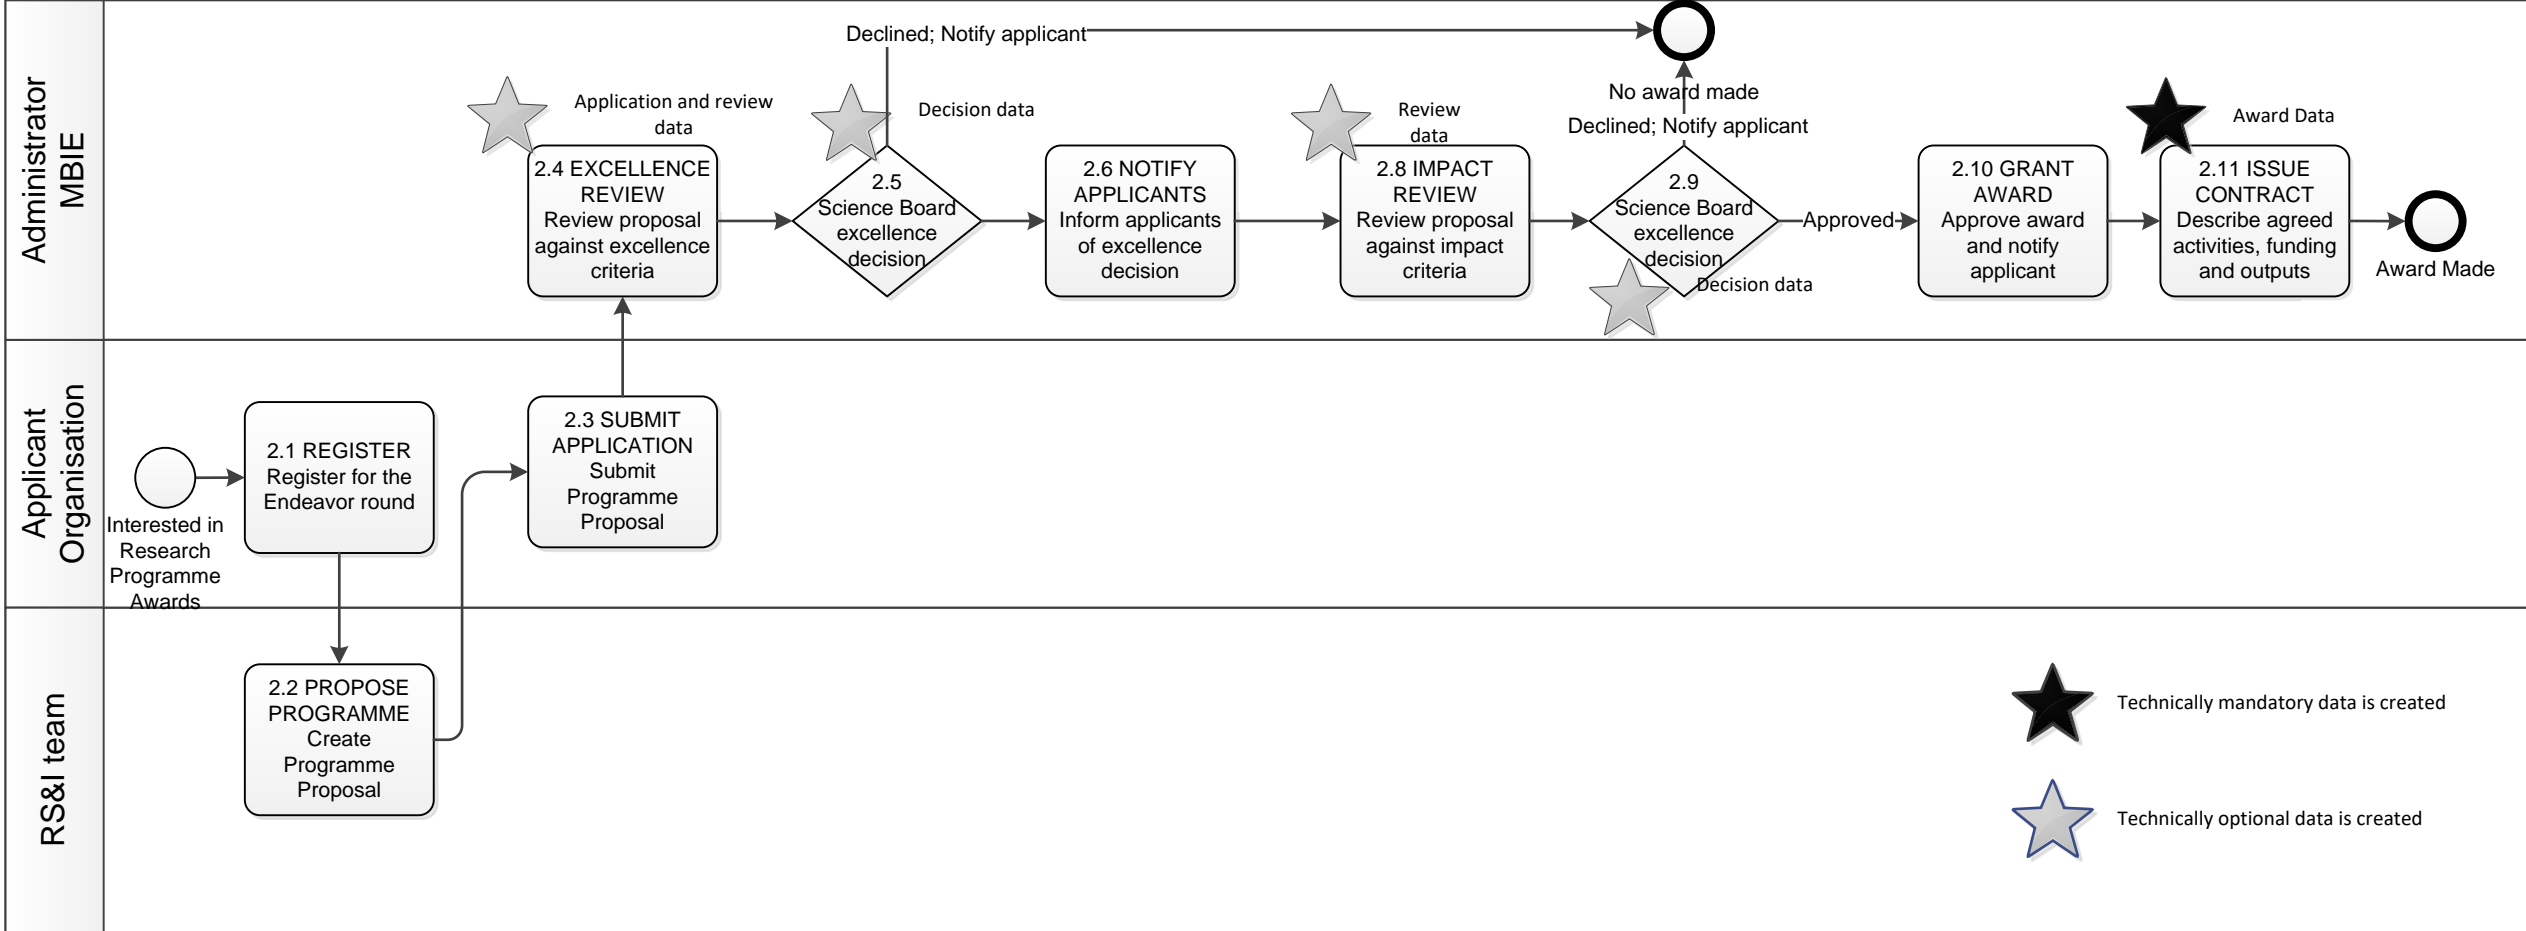 Administrator
MBIE
Declined; Notify applicant
Application and review
data
Decision data
Review
data
No award made
Declined; Notify applicant
Award Data
2.4 EXCELLENCE
REVIEW
Review proposal
against excellence
criteria
2.5
Science Board
excellence
decision
2.6 NOTIFY
APPLICANTS
Inform applicants
of excellence
decision
2.8 IMPACT
REVIEW
Review proposal
against impact
criteria
2.9
Science Board
excellence
decision
Decision data
Approved
2.10 GRANT
AWARD
Approve award
and notify
applicant
2.11 ISSUE
CONTRACT
Describe agreed
activities, funding
and outputs
Award Made
Applicant
Organisation
Interested in
Research
Programme
Awards
2.1 REGISTER
Register for the
Endeavor round
2.3 SUBMIT
APPLICATION
Submit
Programme
Proposal
RS&I team
2.2 PROPOSE
PROGRAMME
Create
Programme
Proposal
Technically mandatory data is created
Technically optional data is created